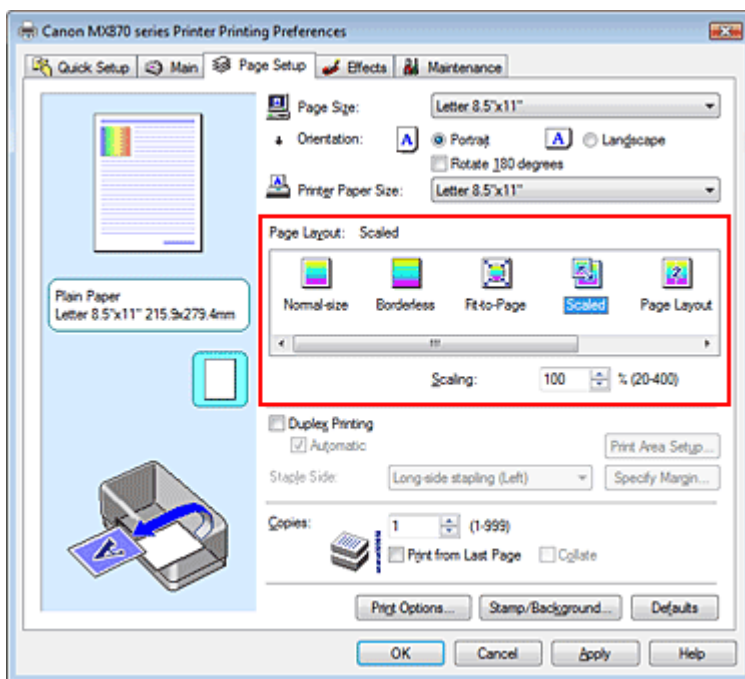 Canon MX870 series Printer Printing Preferences
Quick Setup Main Page Setup Effects Maintenance
Page Size: Letter 8.5"x11"
Orientation: A Portrait A Landscape
Rotate 180 degrees
Printer Paper Size: Letter 8.5"x11"
Page Layout: Scaled
Normal-size Borderless Fit-to-Page Scaled Page Layout
Scaling: 100 % (20-400)
Plain Paper
Letter 8.5"x11" 215.9x279.4mm
Duplex Printing
Automatic Print Area Setup...
Staple Side: Long-side stapling (Left) Specify Margin...
Copies: 1 (1-999)
Print from Last Page Collate
Print Options... Stamp/Background... Defaults
OK Cancel Apply Help